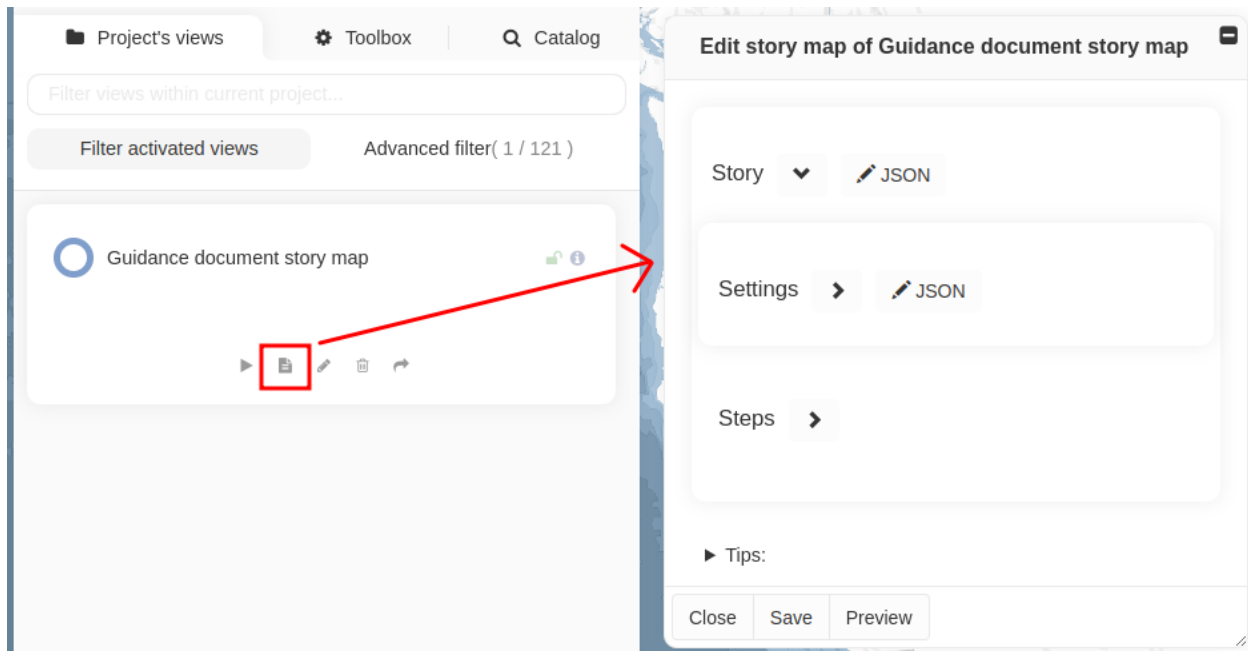 Project's views
Toolbox
Catalog
Filter views within current project...
Filter activated views
Advanced filter( 1 / 121 )
Guidance document story map
Edit story map of Guidance document story map
Story
JSON
Settings
JSON
Steps
Tips:
Close
Save
Preview